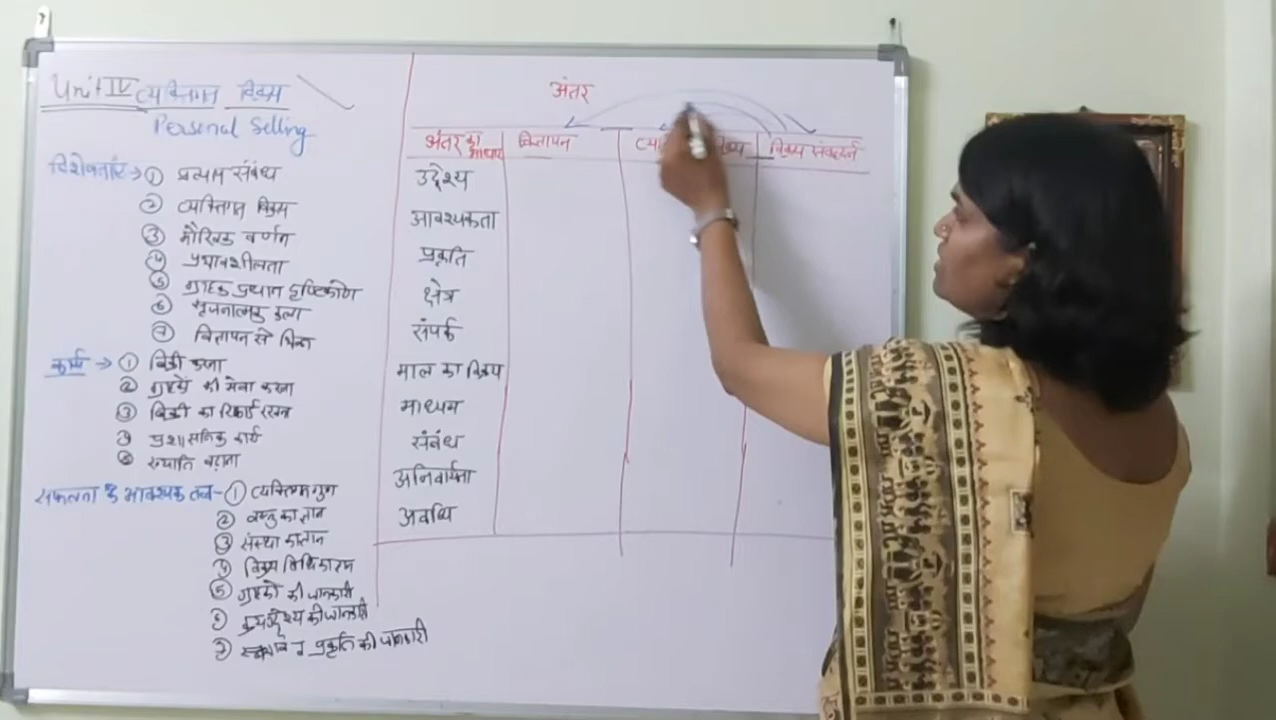 Unit IV व्यक्तिगत विक्रय
Personal Selling
विशेषताएं → ① प्रत्यक्ष संबंध
② व्यक्तिगत विक्रय
③ मौखिक वर्णन
④ प्रभावशीलता
⑤ ग्राहक प्रधान दृष्टिकोण
⑥ सृजनात्मक कला
⑦ विज्ञापन से भिन्न
कार्य → ① बिक्री करना
② ग्राहकों की सेवा करना
③ बिक्री का रिकार्ड रखना
④ प्रशासनिक कार्य
⑤ ख्याति बढ़ाना
सफलता के आवश्यक तत्व - ① व्यक्तिगत गुण
② वस्तु का ज्ञान
③ संस्था का ज्ञान
④ विक्रय विधि का ज्ञान
⑤ ग्राहकों की जानकारी
⑥ की जानकारी
⑦ स्वभाव व प्रकृति की जानकारी
अंतर
अंतर का विज्ञापन विक्रय विक्रय संवर्धन
उद्देश्य
आवश्यकता
प्रकृति
क्षेत्र
संपर्क
माल का विक्रय
माध्यम
संबंध
अनिवार्यता
अवधि